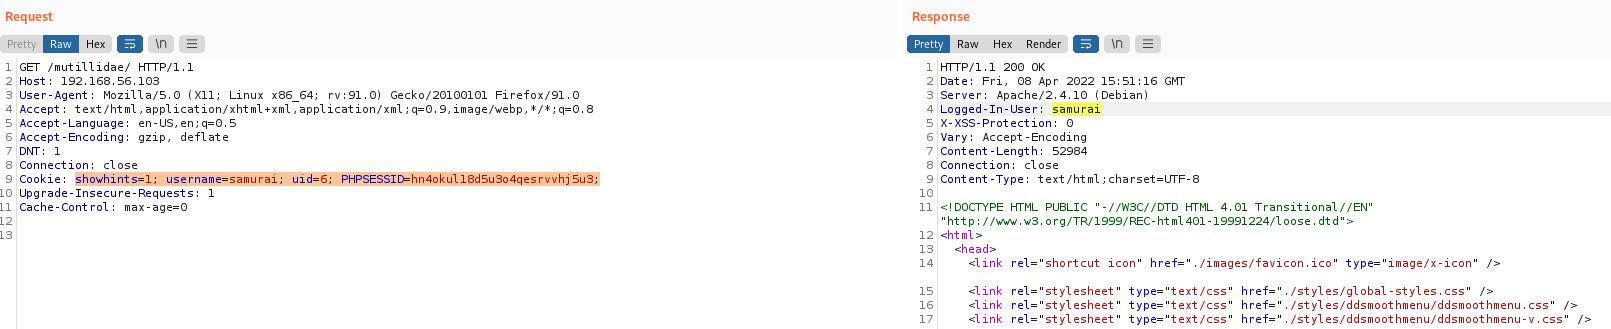 Request
Pretty Raw Hex \n
1 GET /mutillidae/ HTTP/1.1
2 Host: 192.168.56.103
3 User-Agent: Mozilla/5.0 (X11; Linux x86_64; rv:91.0) Gecko/20100101 Firefox/91.0
4 Accept: text/html,application/xhtml+xml,application/xml;q=0.9,image/webp,*/*;q=0.8
5 Accept-Language: en-US,en;q=0.5
6 Accept-Encoding: gzip, deflate
7 DNT: 1
8 Connection: close
9 Cookie: showhints=1; username=samurai; uid=6; PHPSESSID=hn4okul18d5u3o4qesrvvhj5u3;
10 Upgrade-Insecure-Requests: 1
11 Cache-Control: max-age=0
12
13
Response
Pretty Raw Hex Render \n
1 HTTP/1.1 200 OK
2 Date: Fri, 08 Apr 2022 15:51:16 GMT
3 Server: Apache/2.4.10 (Debian)
4 Logged-In-User: samurai
5 X-XSS-Protection: 0
6 Vary: Accept-Encoding
7 Content-Length: 52984
8 Connection: close
9 Content-Type: text/html;charset=UTF-8
10
11 <!DOCTYPE HTML PUBLIC "-//W3C//DTD HTML 4.01 Transitional//EN"
"http://www.w3.org/TR/1999/REC-html401-19991224/loose.dtd">
12 <html>
13 <head>
14 <link rel="shortcut icon" href="./images/favicon.ico" type="image/x-icon" />
15 <link rel="stylesheet" type="text/css" href="./styles/global-styles.css" />
16 <link rel="stylesheet" type="text/css" href="./styles/ddsmoothmenu/ddsmoothmenu.css" />
17 <link rel="stylesheet" type="text/css" href="./styles/ddsmoothmenu/ddsmoothmenu-v.css" />